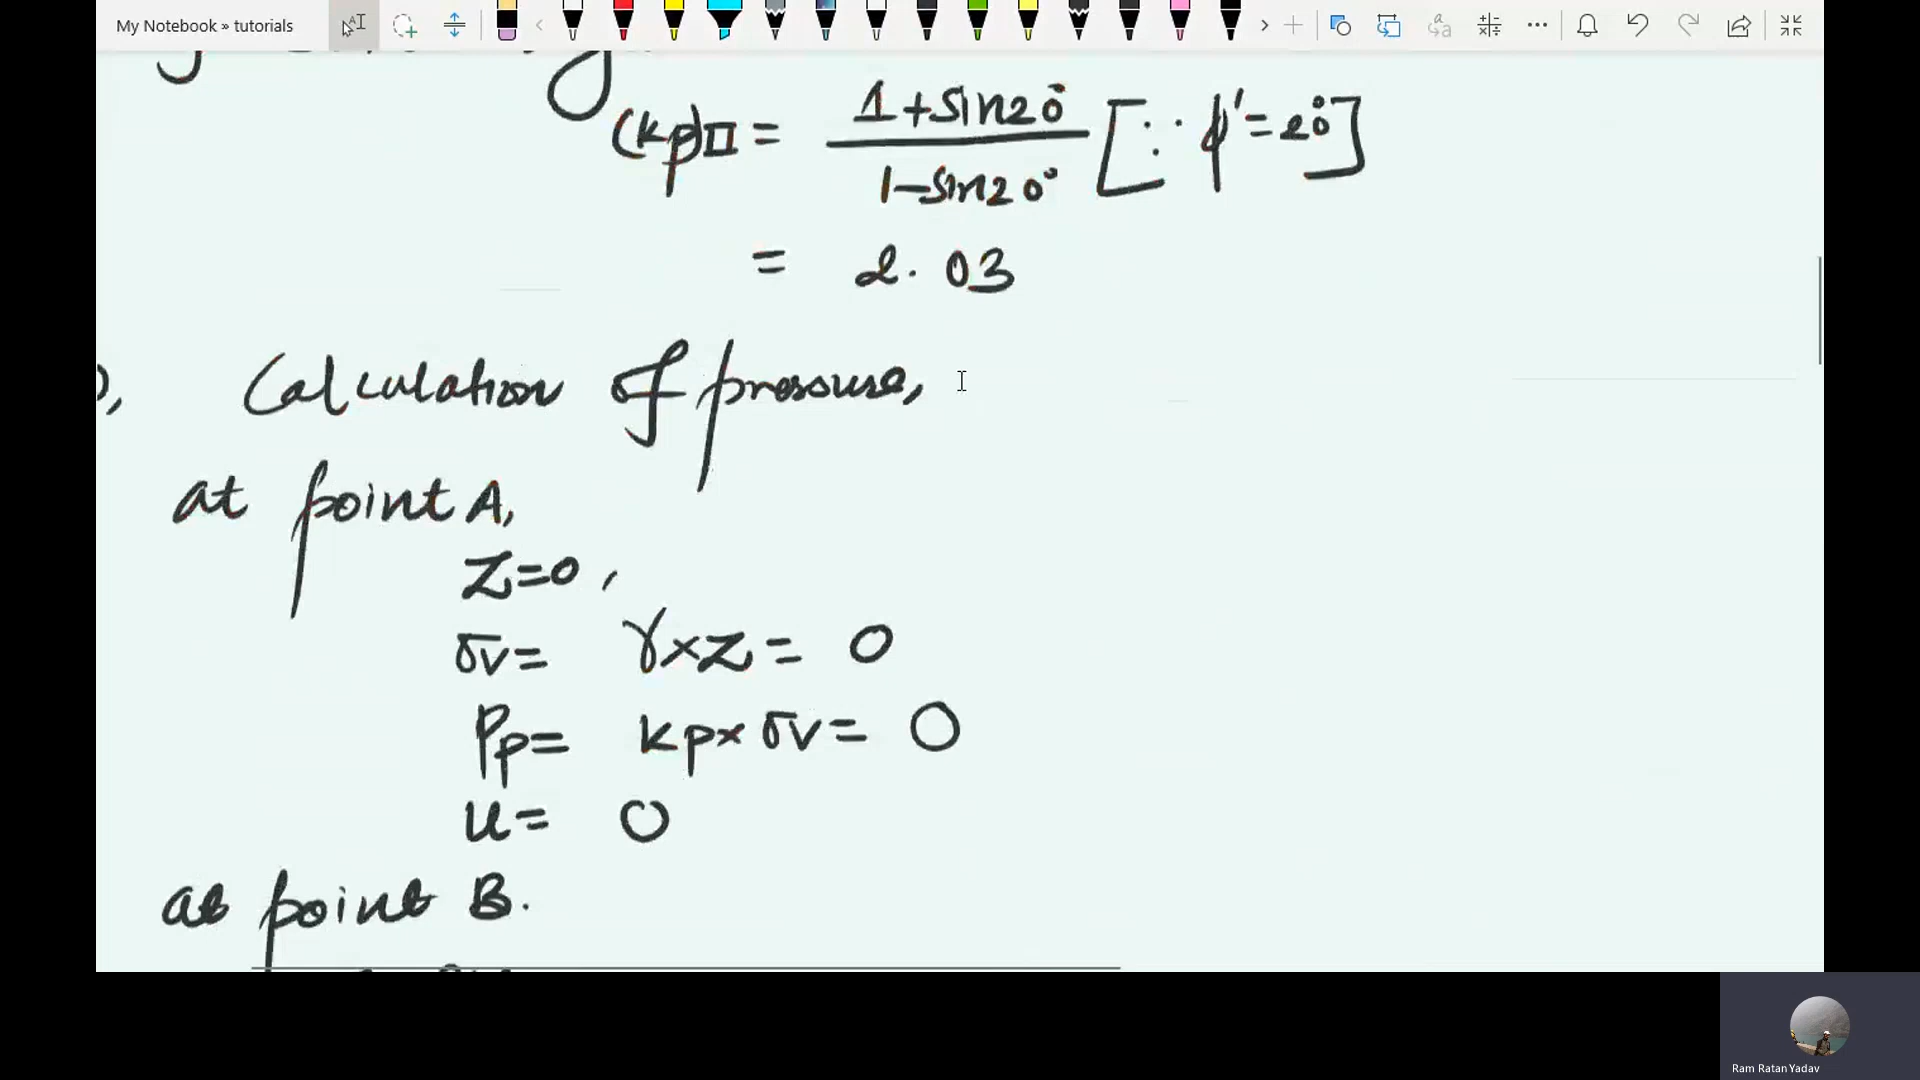 My Notebook » tutorials
(kp)II = 1+sin20° / 1-sin20° [∵ ϕ'=20°]
= 2.03
), Calculation of pressure,
at point A,
Z=0,
σv= γ×z= 0
Pp= kp×σv= 0
u= 0
at point B.
Ram Ratan Yadav